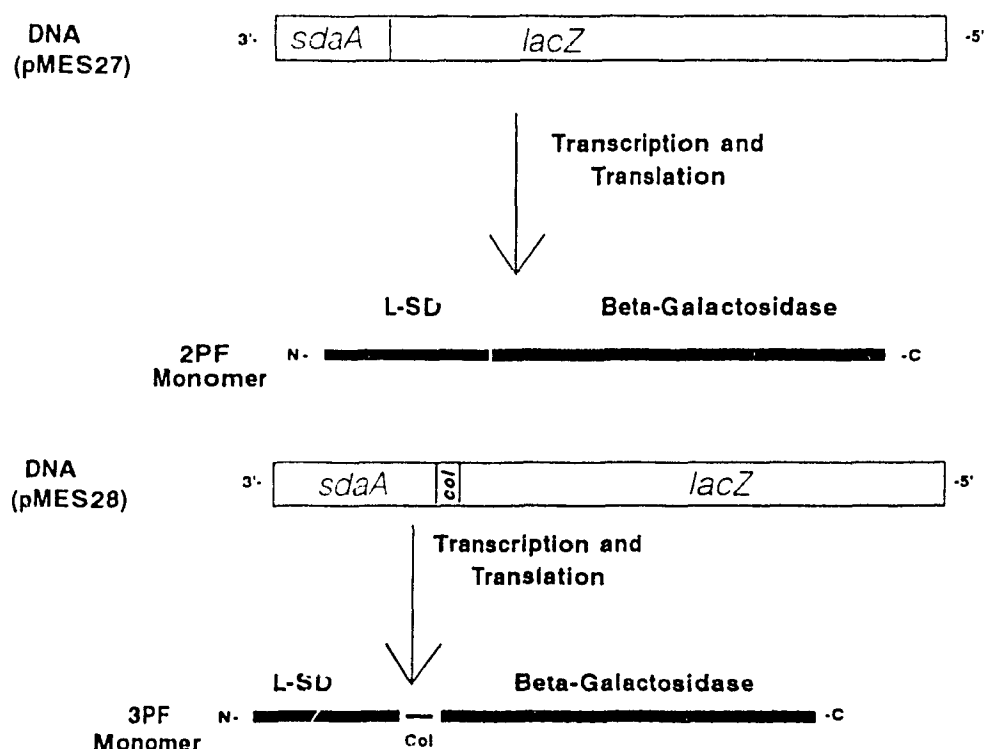 DNA
(pMES27)
3'- sdaA lacZ -5'
Transcription and
Translation
L-SD Beta-Galactosidase
2PF
Monomer
N- -C
DNA
(pMES28)
3'- sdaA col lacZ -5'
Transcription and
Translation
L-SD Beta-Galactosidase
3PF
Monomer
N- -C
Col